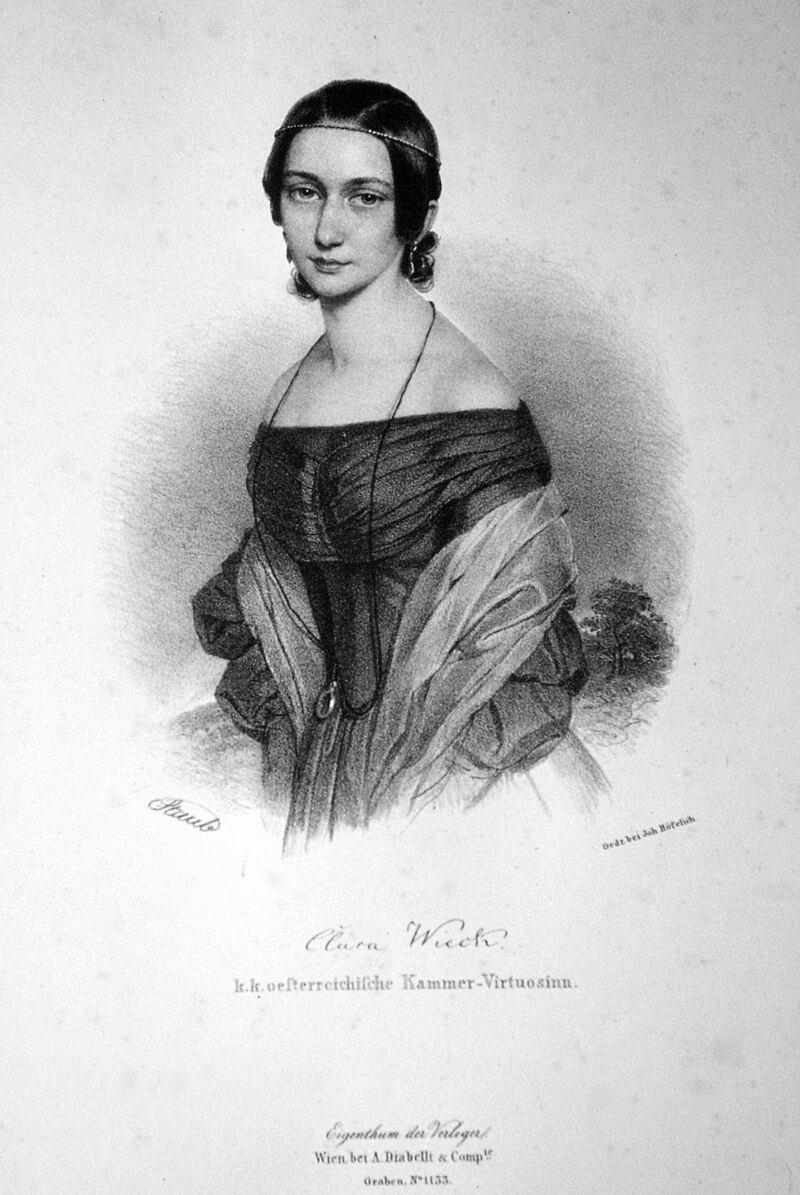 Staub
Gedr. bei Joh Höfelich
Clara Wieck.
k.k. oeſterreichiſche Kammer-Virtuosinn.
Eigenthum der Verleger.
Wien, bei A. Diabelli & Compie
Graben, No 1133.